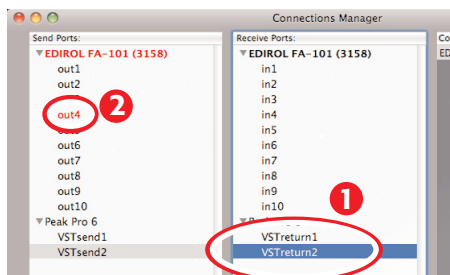 Connections Manager
Send Ports:
EDIROL FA-101 (3158)
out1
out2
out4
out6
out7
out8
out9
out10
Peak Pro 6
VSTsend1
VSTsend2
2
Receive Ports:
EDIROL FA-101 (3158)
in1
in2
in3
in4
in5
in6
in7
in8
in9
in10
VSTreturn1
VSTreturn2
1
Co
ED